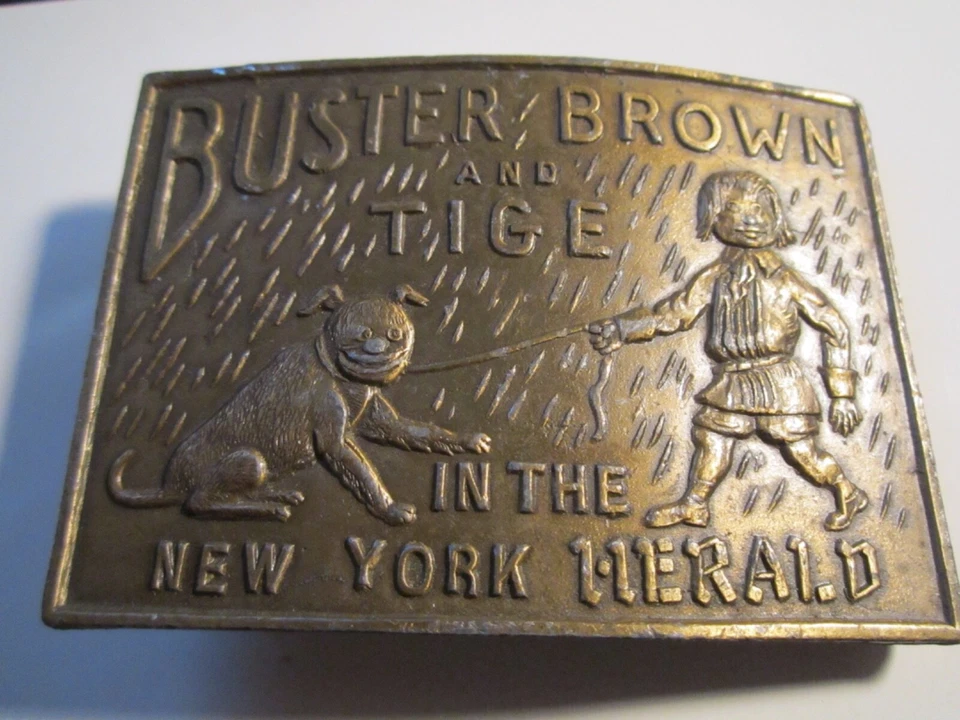 BUSTER BROWN
AND
TIGE
IN THE
NEW YORK HERALD